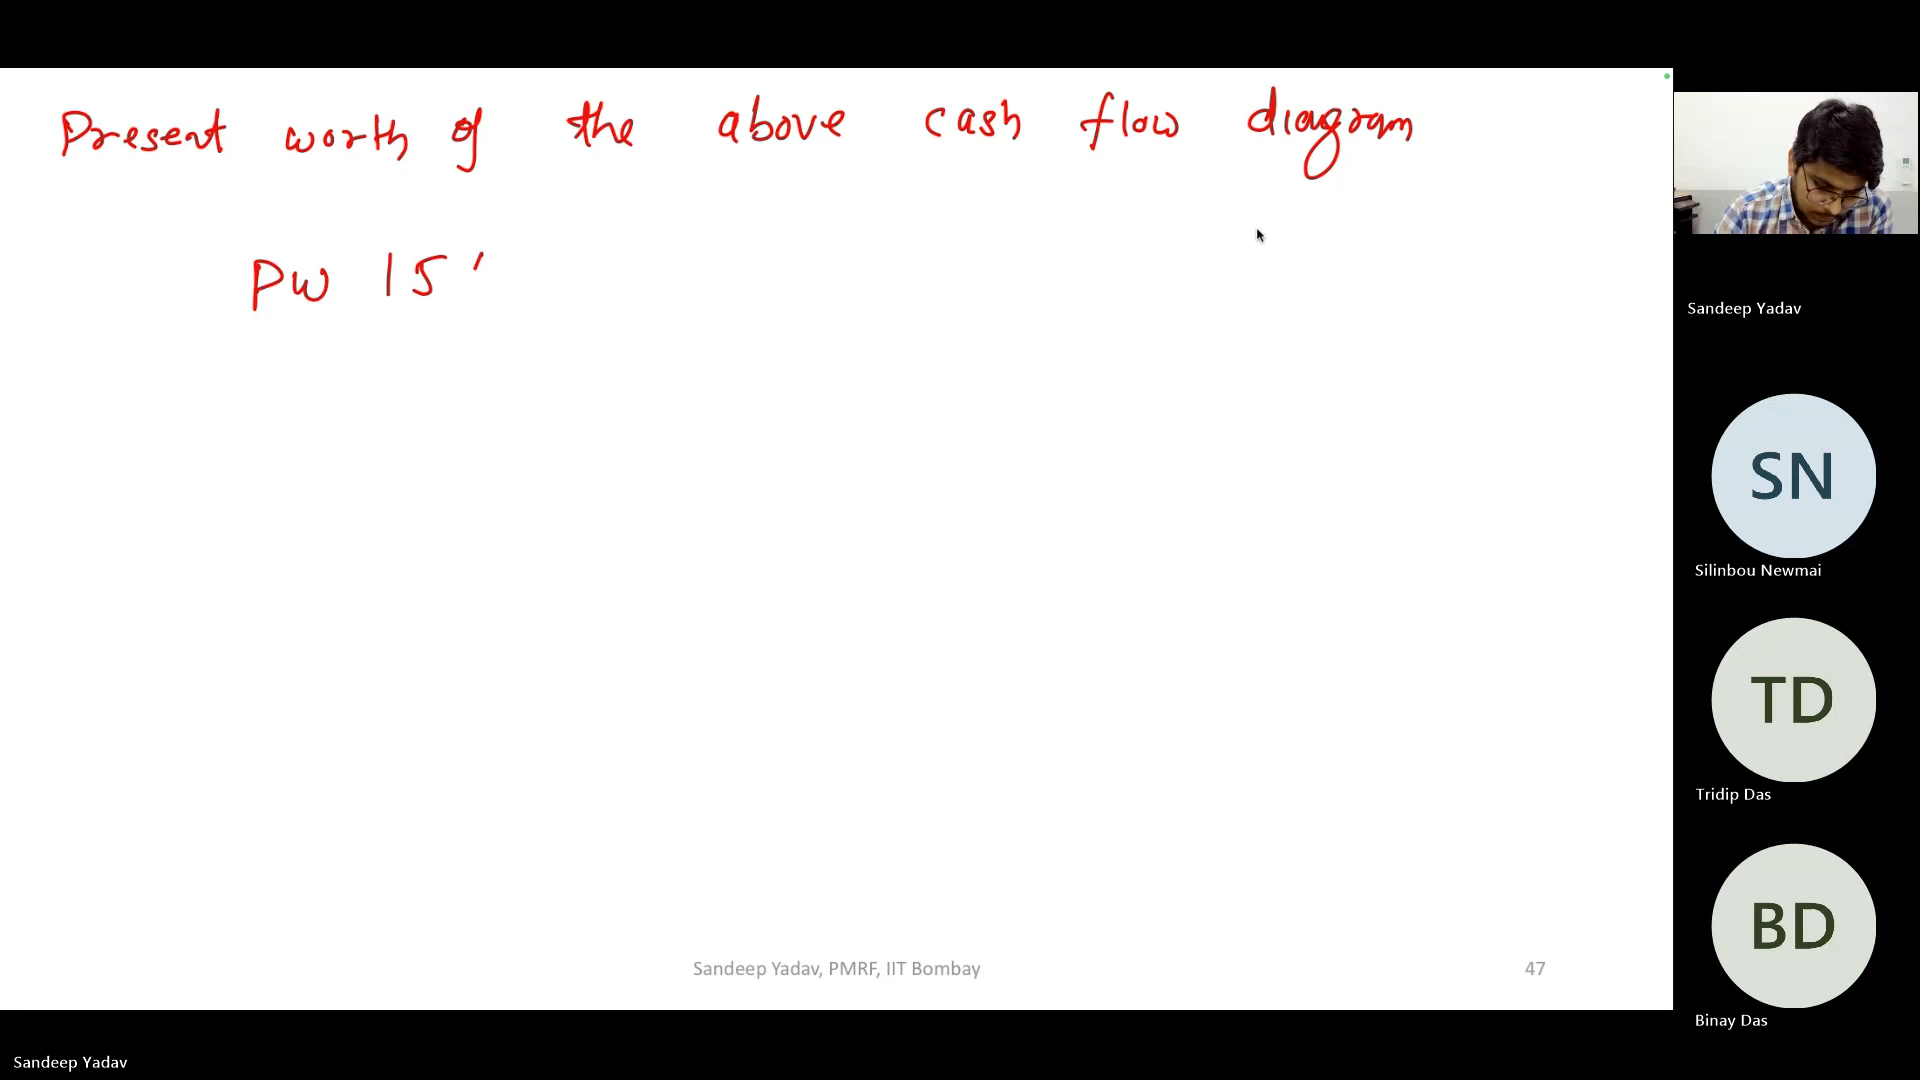 Present worth of the above cash flow diagram
PW 15 '
Sandeep Yadav, PMRF, IIT Bombay
47
Sandeep Yadav
SN
Silinbou Newmai
TD
Tridip Das
BD
Binay Das
Sandeep Yadav